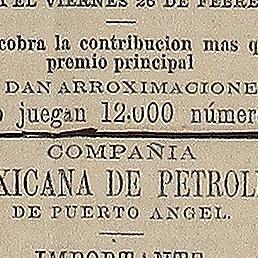 EL VIERNES 26 DE FEBRE
cobra la contribucion mas q
premio principal
DAN ARROXIMACIONE
juegan 12.000 númer
COMPAÑIA
XICANA DE PETROL
DE PUERTO ANGEL.
IMPORTANTE